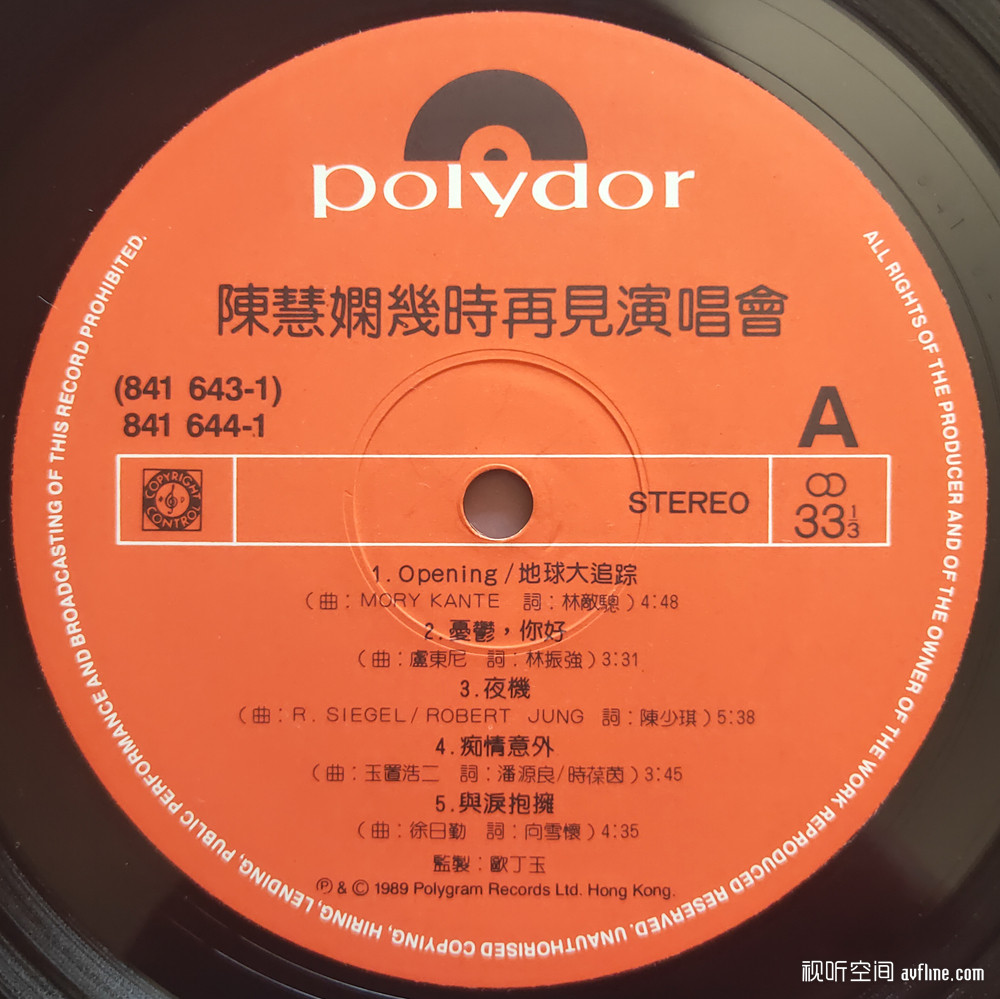 polydor
陳慧嫻幾時再見演唱會
(841 643-1)
841 644-1
A
COPYRIGHT CONTROL
STEREO
33 1/3
1.Opening/地球大追踪
(曲:MORY KANTE 詞:林敵驄)4:48
2.憂鬱,你好
(曲:盧東尼 詞:林振強)3:31
3.夜機
(曲:R. SIEGEL/ROBERT JUNG 詞:陳少琪)5:38
4.痴情意外
(曲:玉置浩二 詞:潘源良/時葆茵)3:45
5.與淚抱擁
(曲:徐日勤 詞:向雪懷)4:35
監製:歐丁玉
Ⓟ & © 1989 Polygram Records Ltd. Hong Kong.
ALL RIGHTS OF THE PRODUCER AND OF THE OWNER OF THE WORK REPRODUCED RESERVED. UNAUTHORISED COPYING, HIRING, LENDING, PUBLIC PERFORMANCE AND BROADCASTING OF THIS RECORD PROHIBITED.
视听空间 avfline.com